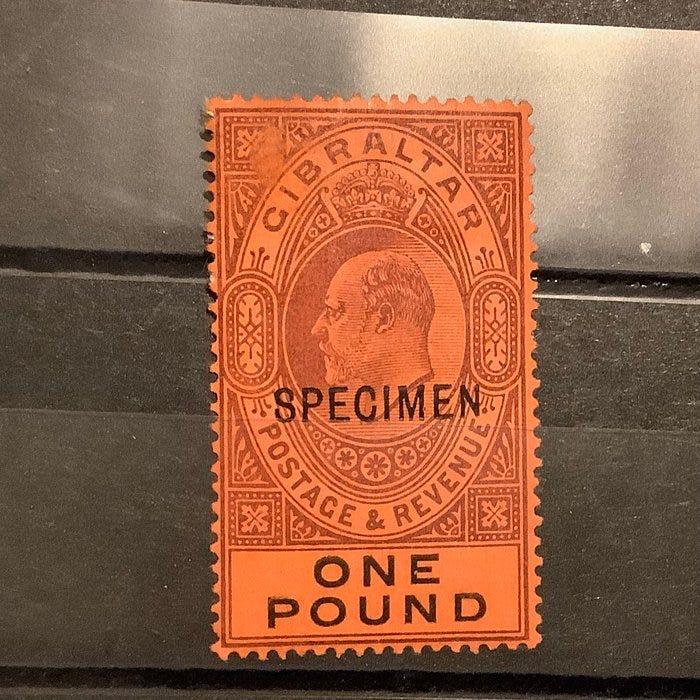 GIBRALTAR
SPECIMEN
POSTAGE & REVENUE
ONE
POUND